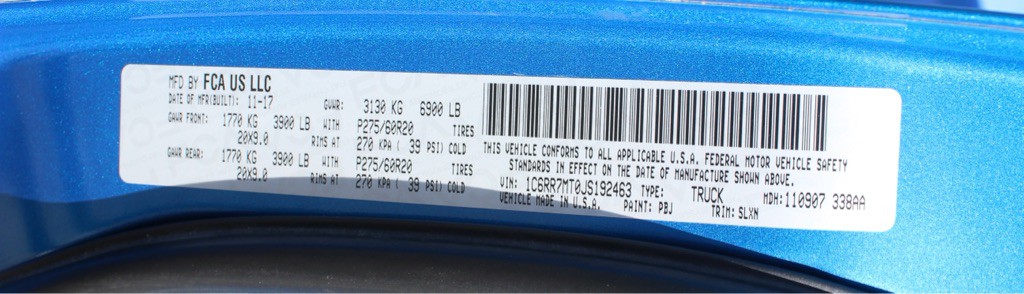 MFD BY FCA US LLC
DATE OF MFR(BUILT): 11-17 GVWR: 3130 KG 6900 LB
GAWR FRONT: 1770 KG 3900 LB WITH P275/60R20 TIRES
20X9.0 RIMS AT 270 KPA ( 39 PSI) COLD
GAWR REAR: 1770 KG 3900 LB WITH P275/60R20 TIRES
20X9.0 RIMS AT 270 KPA ( 39 PSI) COLD
THIS VEHICLE CONFORMS TO ALL APPLICABLE U.S.A. FEDERAL MOTOR VEHICLE SAFETY
STANDARDS IN EFFECT ON THE DATE OF MANUFACTURE SHOWN ABOVE.
VIN: 1C6RR7MT0JS192463 TYPE: TRUCK MDH: 110907 338AA
VEHICLE MADE IN U.S.A. PAINT: PBJ TRIM: SLXN